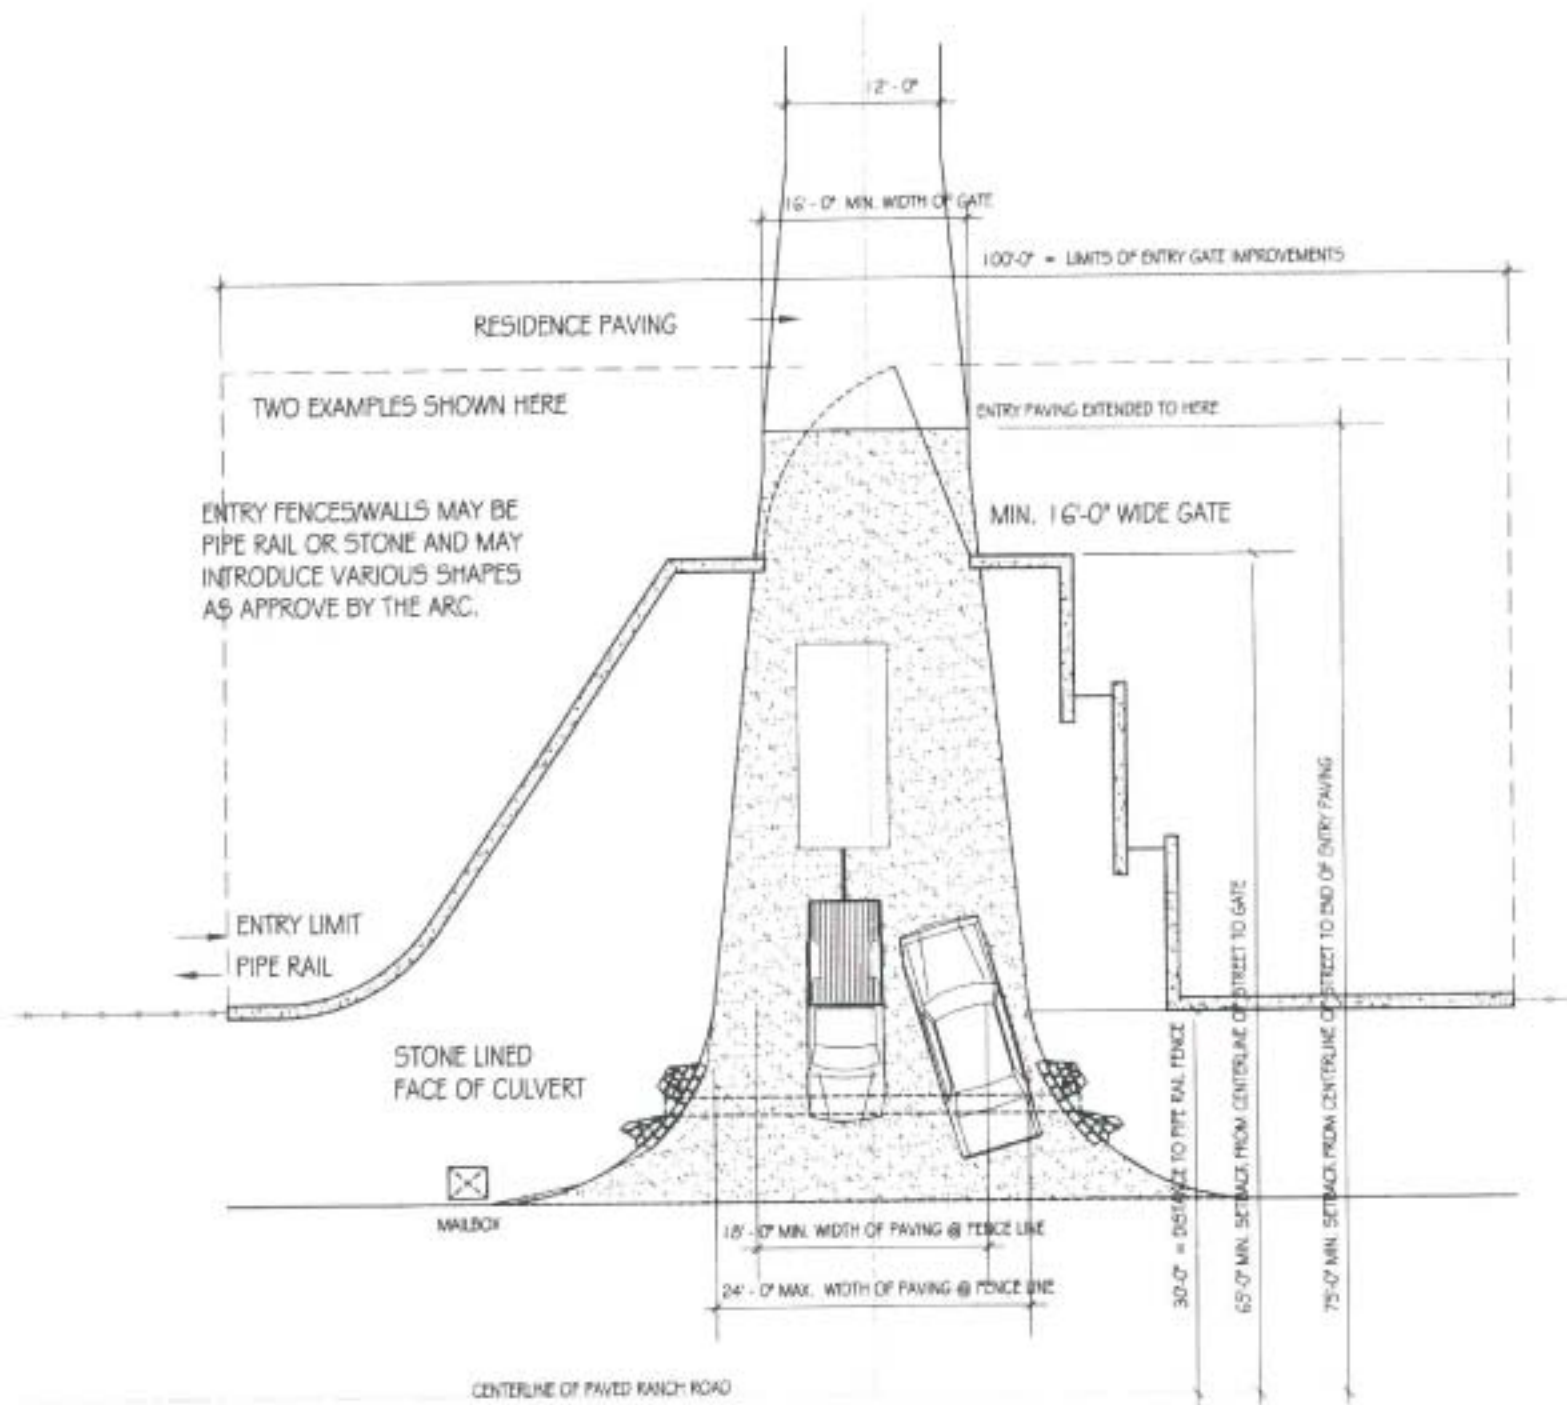 12'-0"
16'-0" MIN. WIDTH OF GATE
100'-0" = LIMITS OF ENTRY GATE IMPROVEMENTS
RESIDENCE PAVING
TWO EXAMPLES SHOWN HERE
ENTRY PAVING EXTENDED TO HERE
ENTRY FENCES/WALLS MAY BE
PIPE RAIL OR STONE AND MAY
INTRODUCE VARIOUS SHAPES
AS APPROVE BY THE ARC.
MIN. 16'-0" WIDE GATE
ENTRY LIMIT
PIPE RAIL
STONE LINED
FACE OF CULVERT
MAILBOX
18'-0" MIN. WIDTH OF PAVING @ FENCE LINE
24'-0" MAX. WIDTH OF PAVING @ FENCE LINE
30'-0" = DISTANCE TO PIPE RAIL FENCE
65'-0" MIN. SETBACK FROM CENTERLINE OF STREET TO GATE
75'-0" MIN. SETBACK FROM CENTERLINE OF STREET TO END OF ENTRY PAVING
CENTERLINE OF PAVED RANCH ROAD